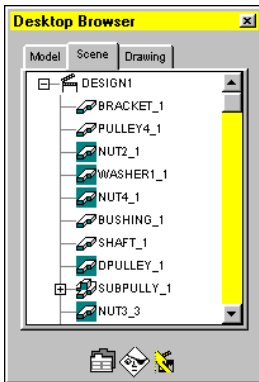 Desktop Browser
Model Scene Drawing
DESIGN1
BRACKET_1
PULLEY4_1
NUT2_1
WASHER1_1
NUT4_1
BUSHING_1
SHAFT_1
DPULLEY_1
SUBPULLY_1
NUT3_3